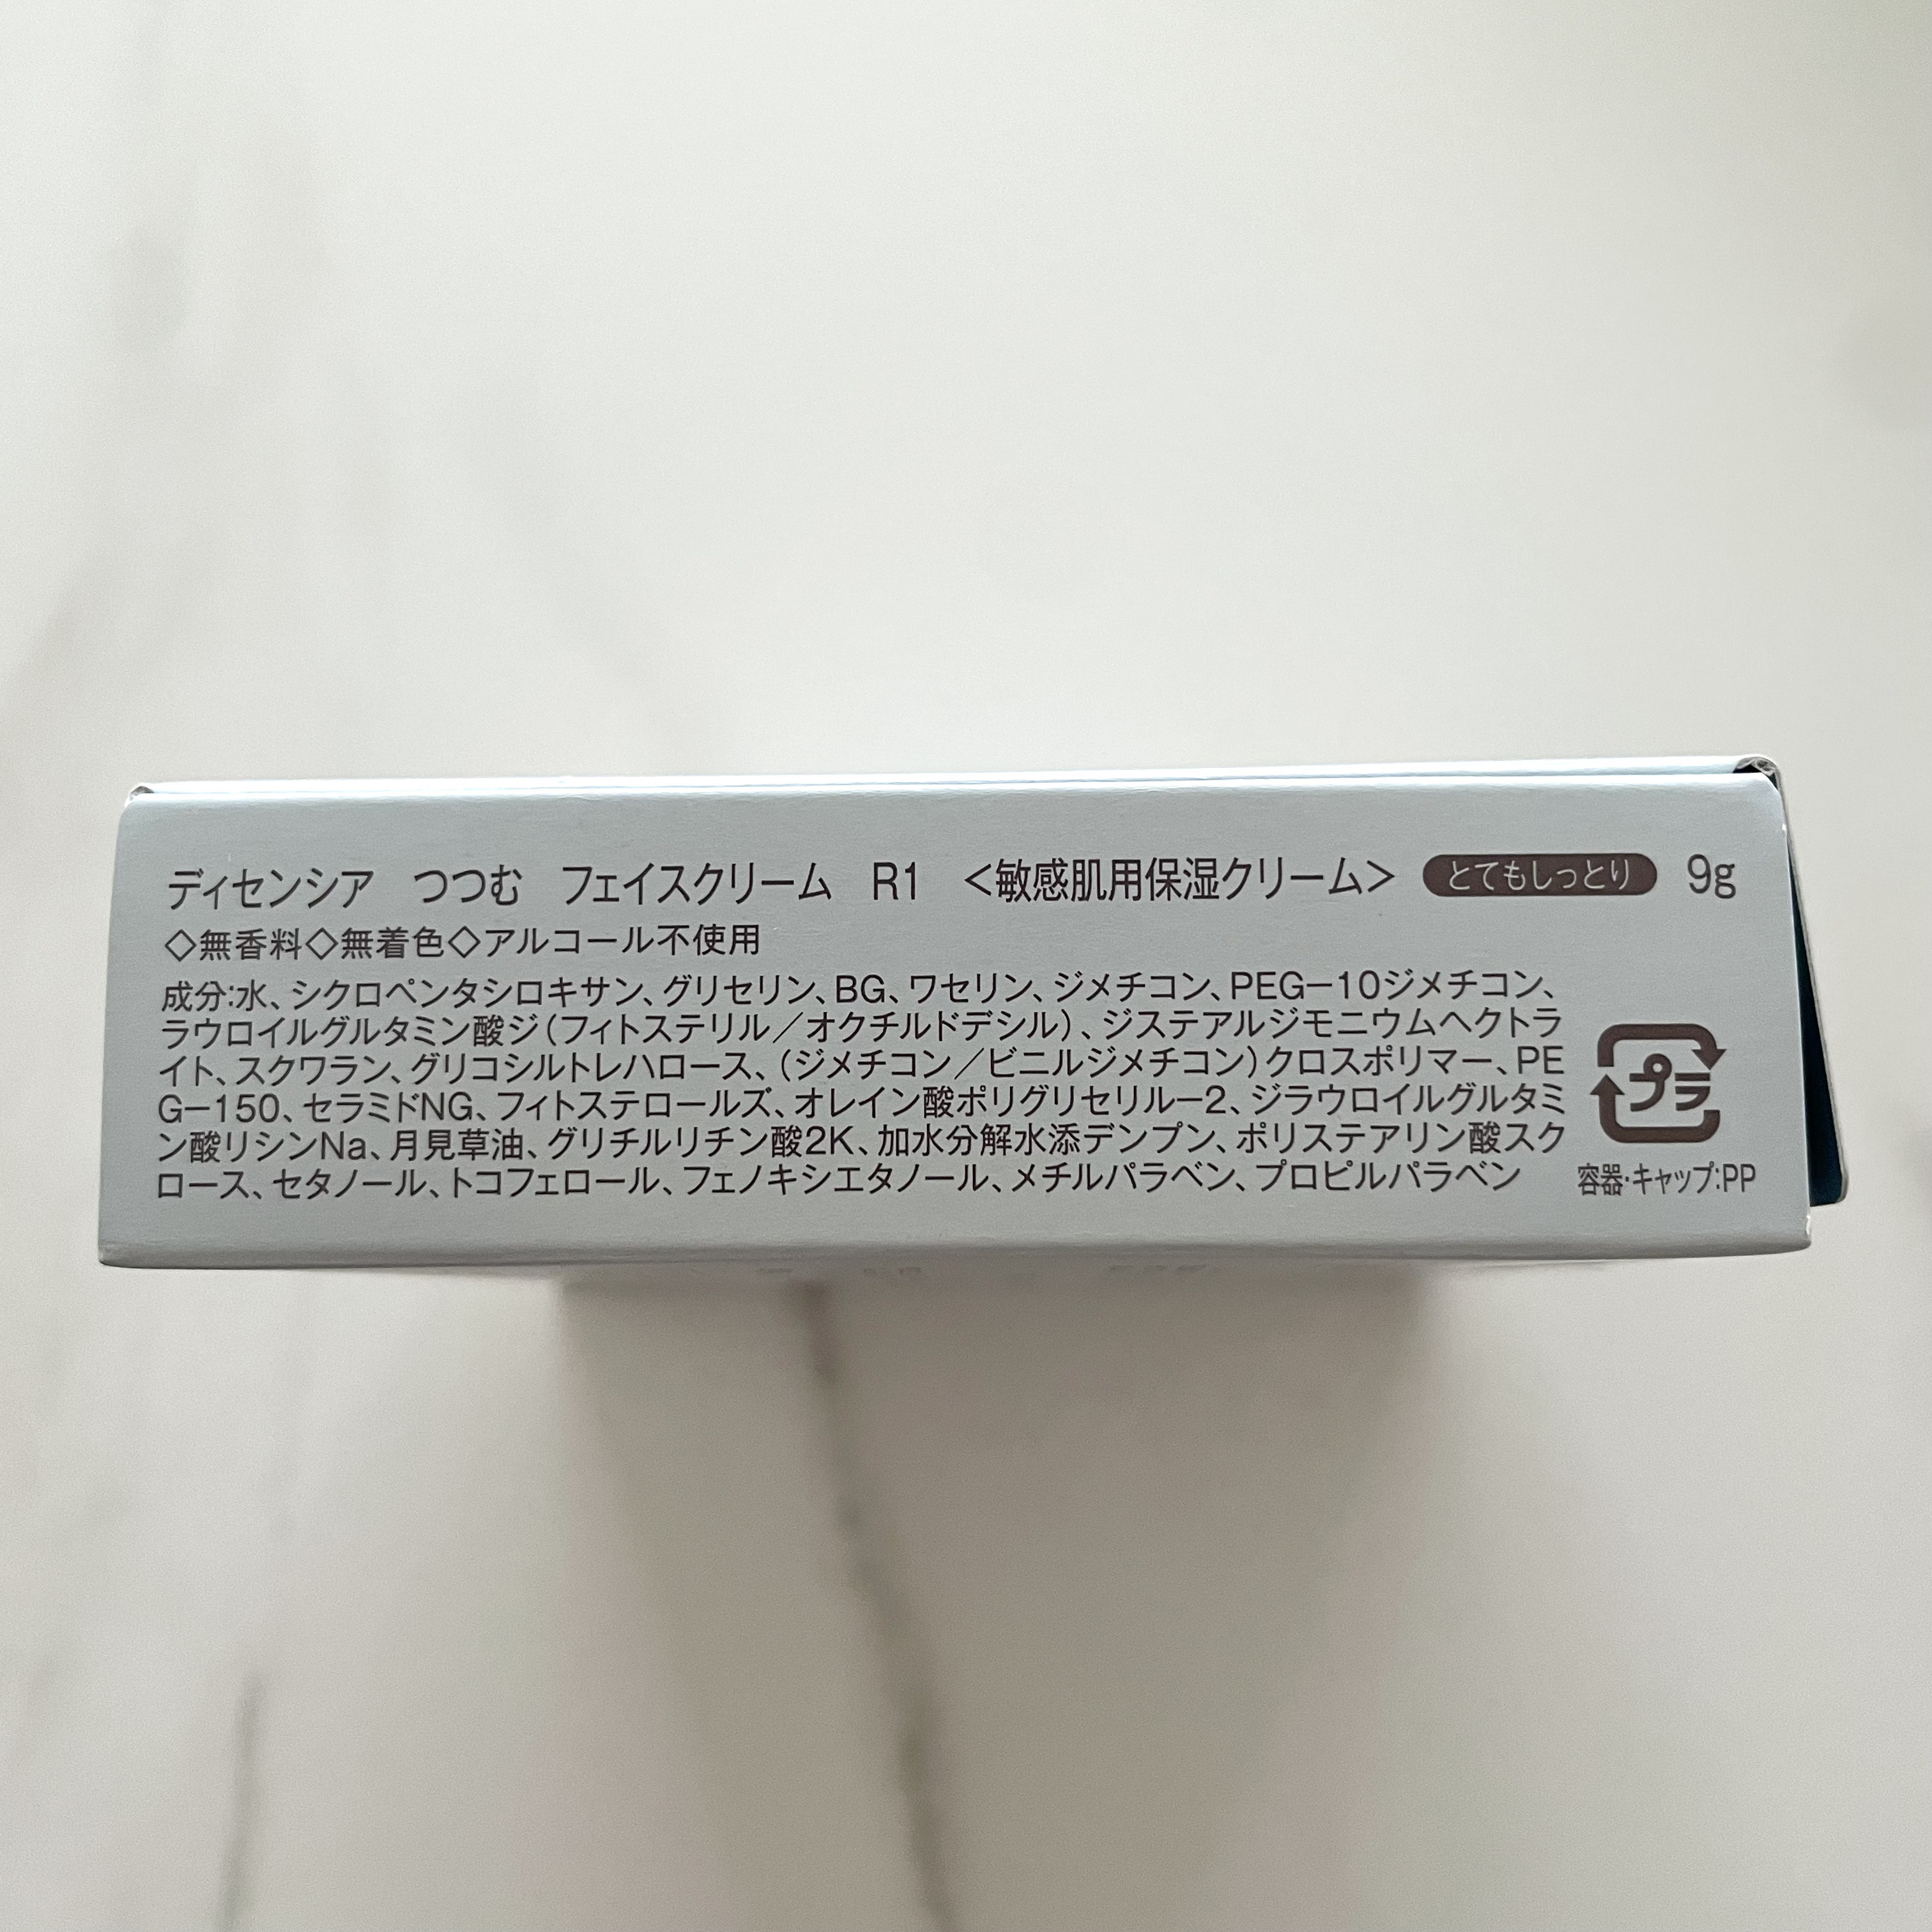 ディセンシア　つつむ　フェイスクリーム　R1　＜敏感肌用保湿クリーム＞ とてもしっとり 9g
◇無香料◇無着色◇アルコール不使用
成分:水、シクロペンタシロキサン、グリセリン、BG、ワセリン、ジメチコン、PEG－10ジメチコン、
ラウロイルグルタミン酸ジ（フィトステリル／オクチルドデシル）、ジステアルジモニウムヘクトラ
イト、スクワラン、グリコシルトレハロース、（ジメチコン／ビニルジメチコン）クロスポリマー、PE
G－150、セラミドNG、フィトステロールズ、オレイン酸ポリグリセリル－2、ジラウロイルグルタミ
ン酸リシンNa、月見草油、グリチルリチン酸2K、加水分解水添デンプン、ポリステアリン酸スク
ロース、セタノール、トコフェロール、フェノキシエタノール、メチルパラベン、プロピルパラベン
プラ
容器・キャップ:PP